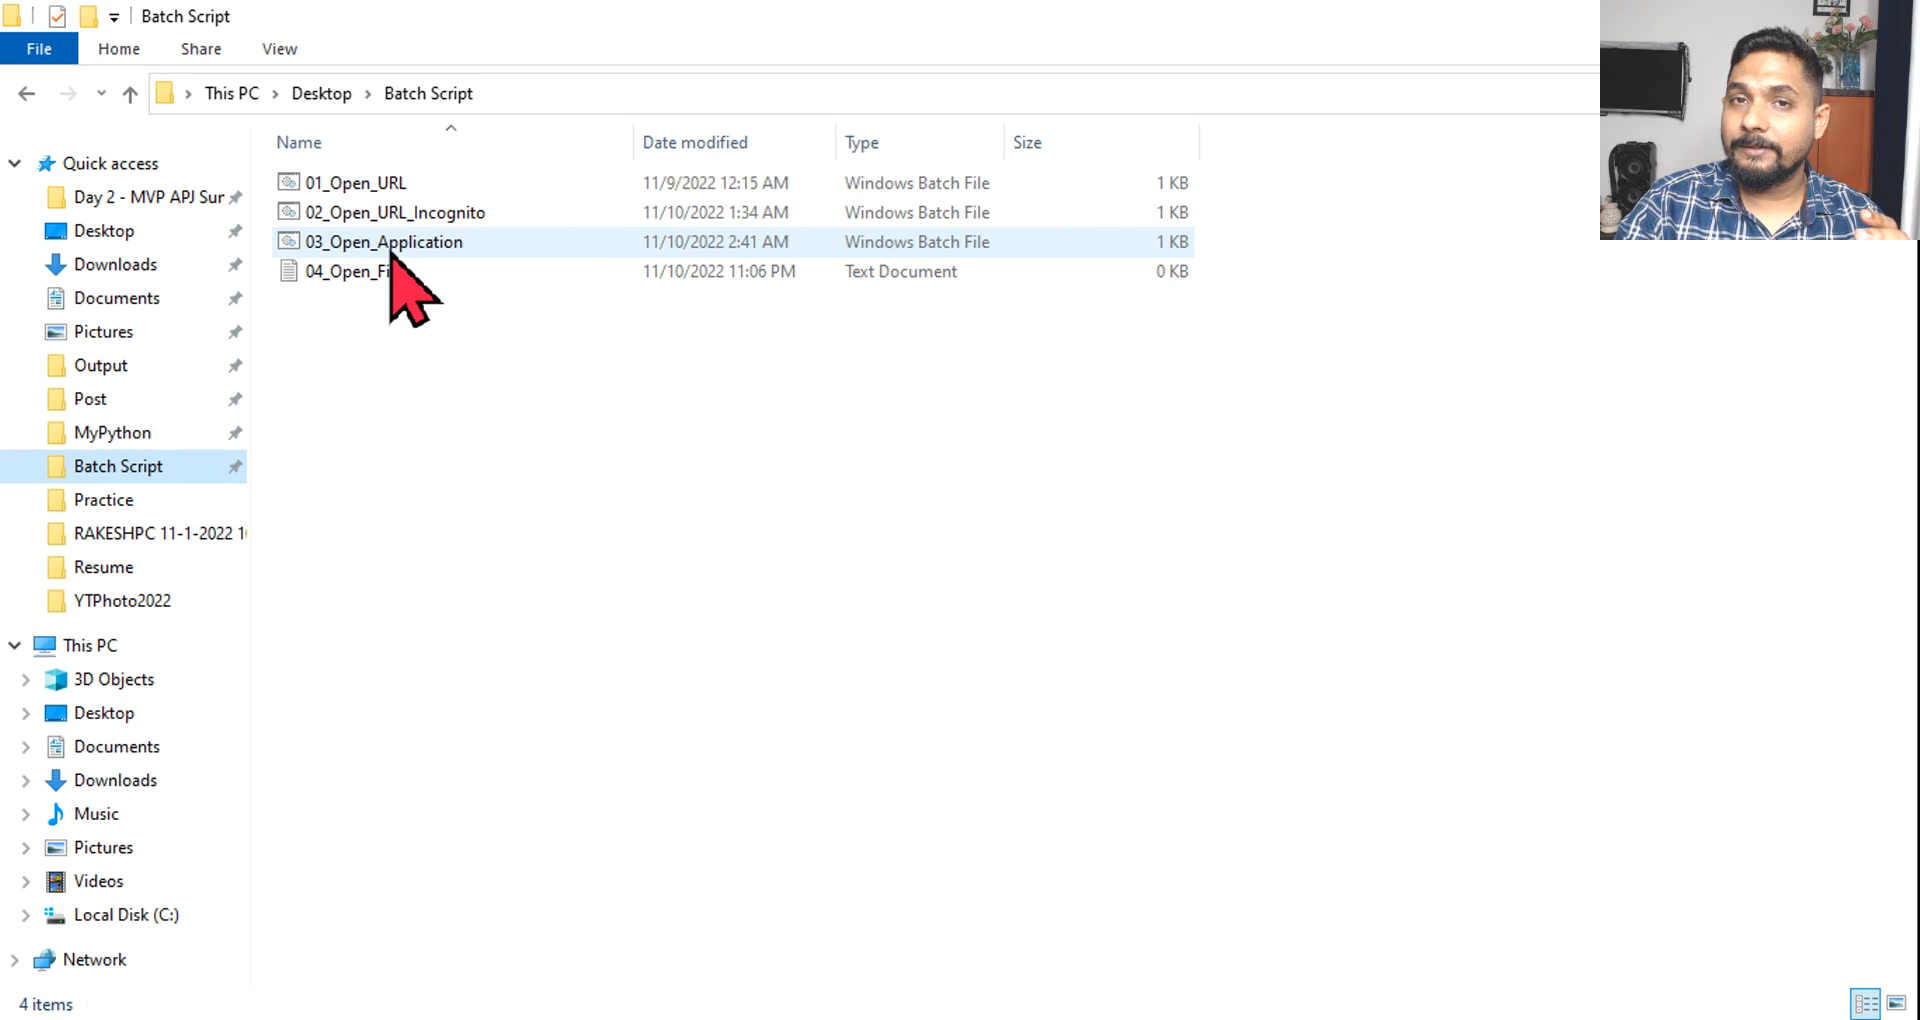 Batch Script
File Home Share View
This PC Desktop Batch Script
Name Date modified Type Size
01_Open_URL 11/9/2022 12:15 AM Windows Batch File 1 KB
02_Open_URL_Incognito 11/10/2022 1:34 AM Windows Batch File 1 KB
03_Open_Application 11/10/2022 2:41 AM Windows Batch File 1 KB
04_Open_Fi 11/10/2022 11:06 PM Text Document 0 KB
Quick access
Day 2 - MVP APJ Sur
Desktop
Downloads
Documents
Pictures
Output
Post
MyPython
Batch Script
Practice
RAKESHPC 11-1-2022 1
Resume
YTPhoto2022
This PC
3D Objects
Desktop
Documents
Downloads
Music
Pictures
Videos
Local Disk (C:)
Network
4 items